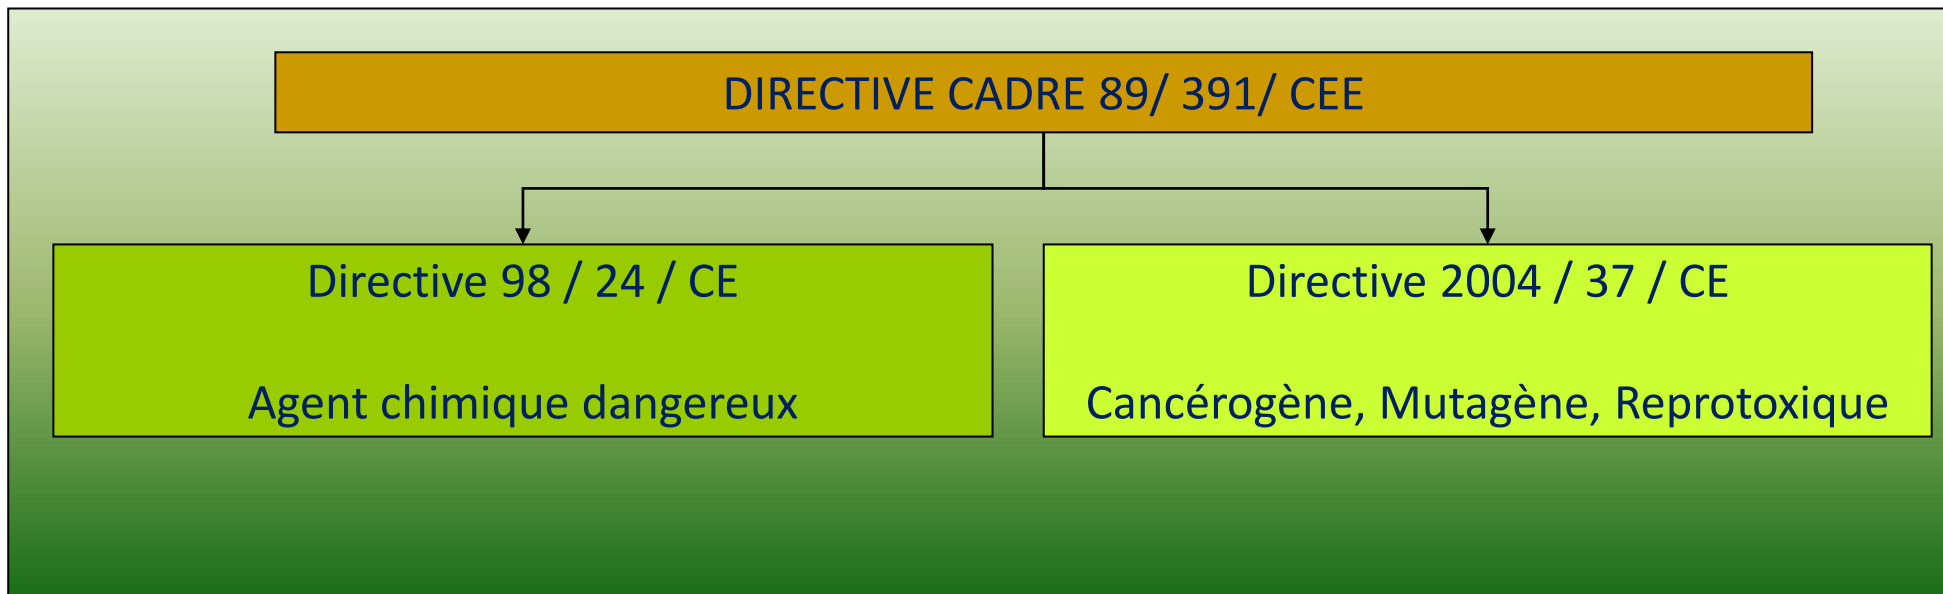 DIRECTIVE CADRE 89/ 391/ CEE
Directive 98 / 24 / CE
Agent chimique dangereux
Directive 2004 / 37 / CE
Cancérogène, Mutagène, Reprotoxique